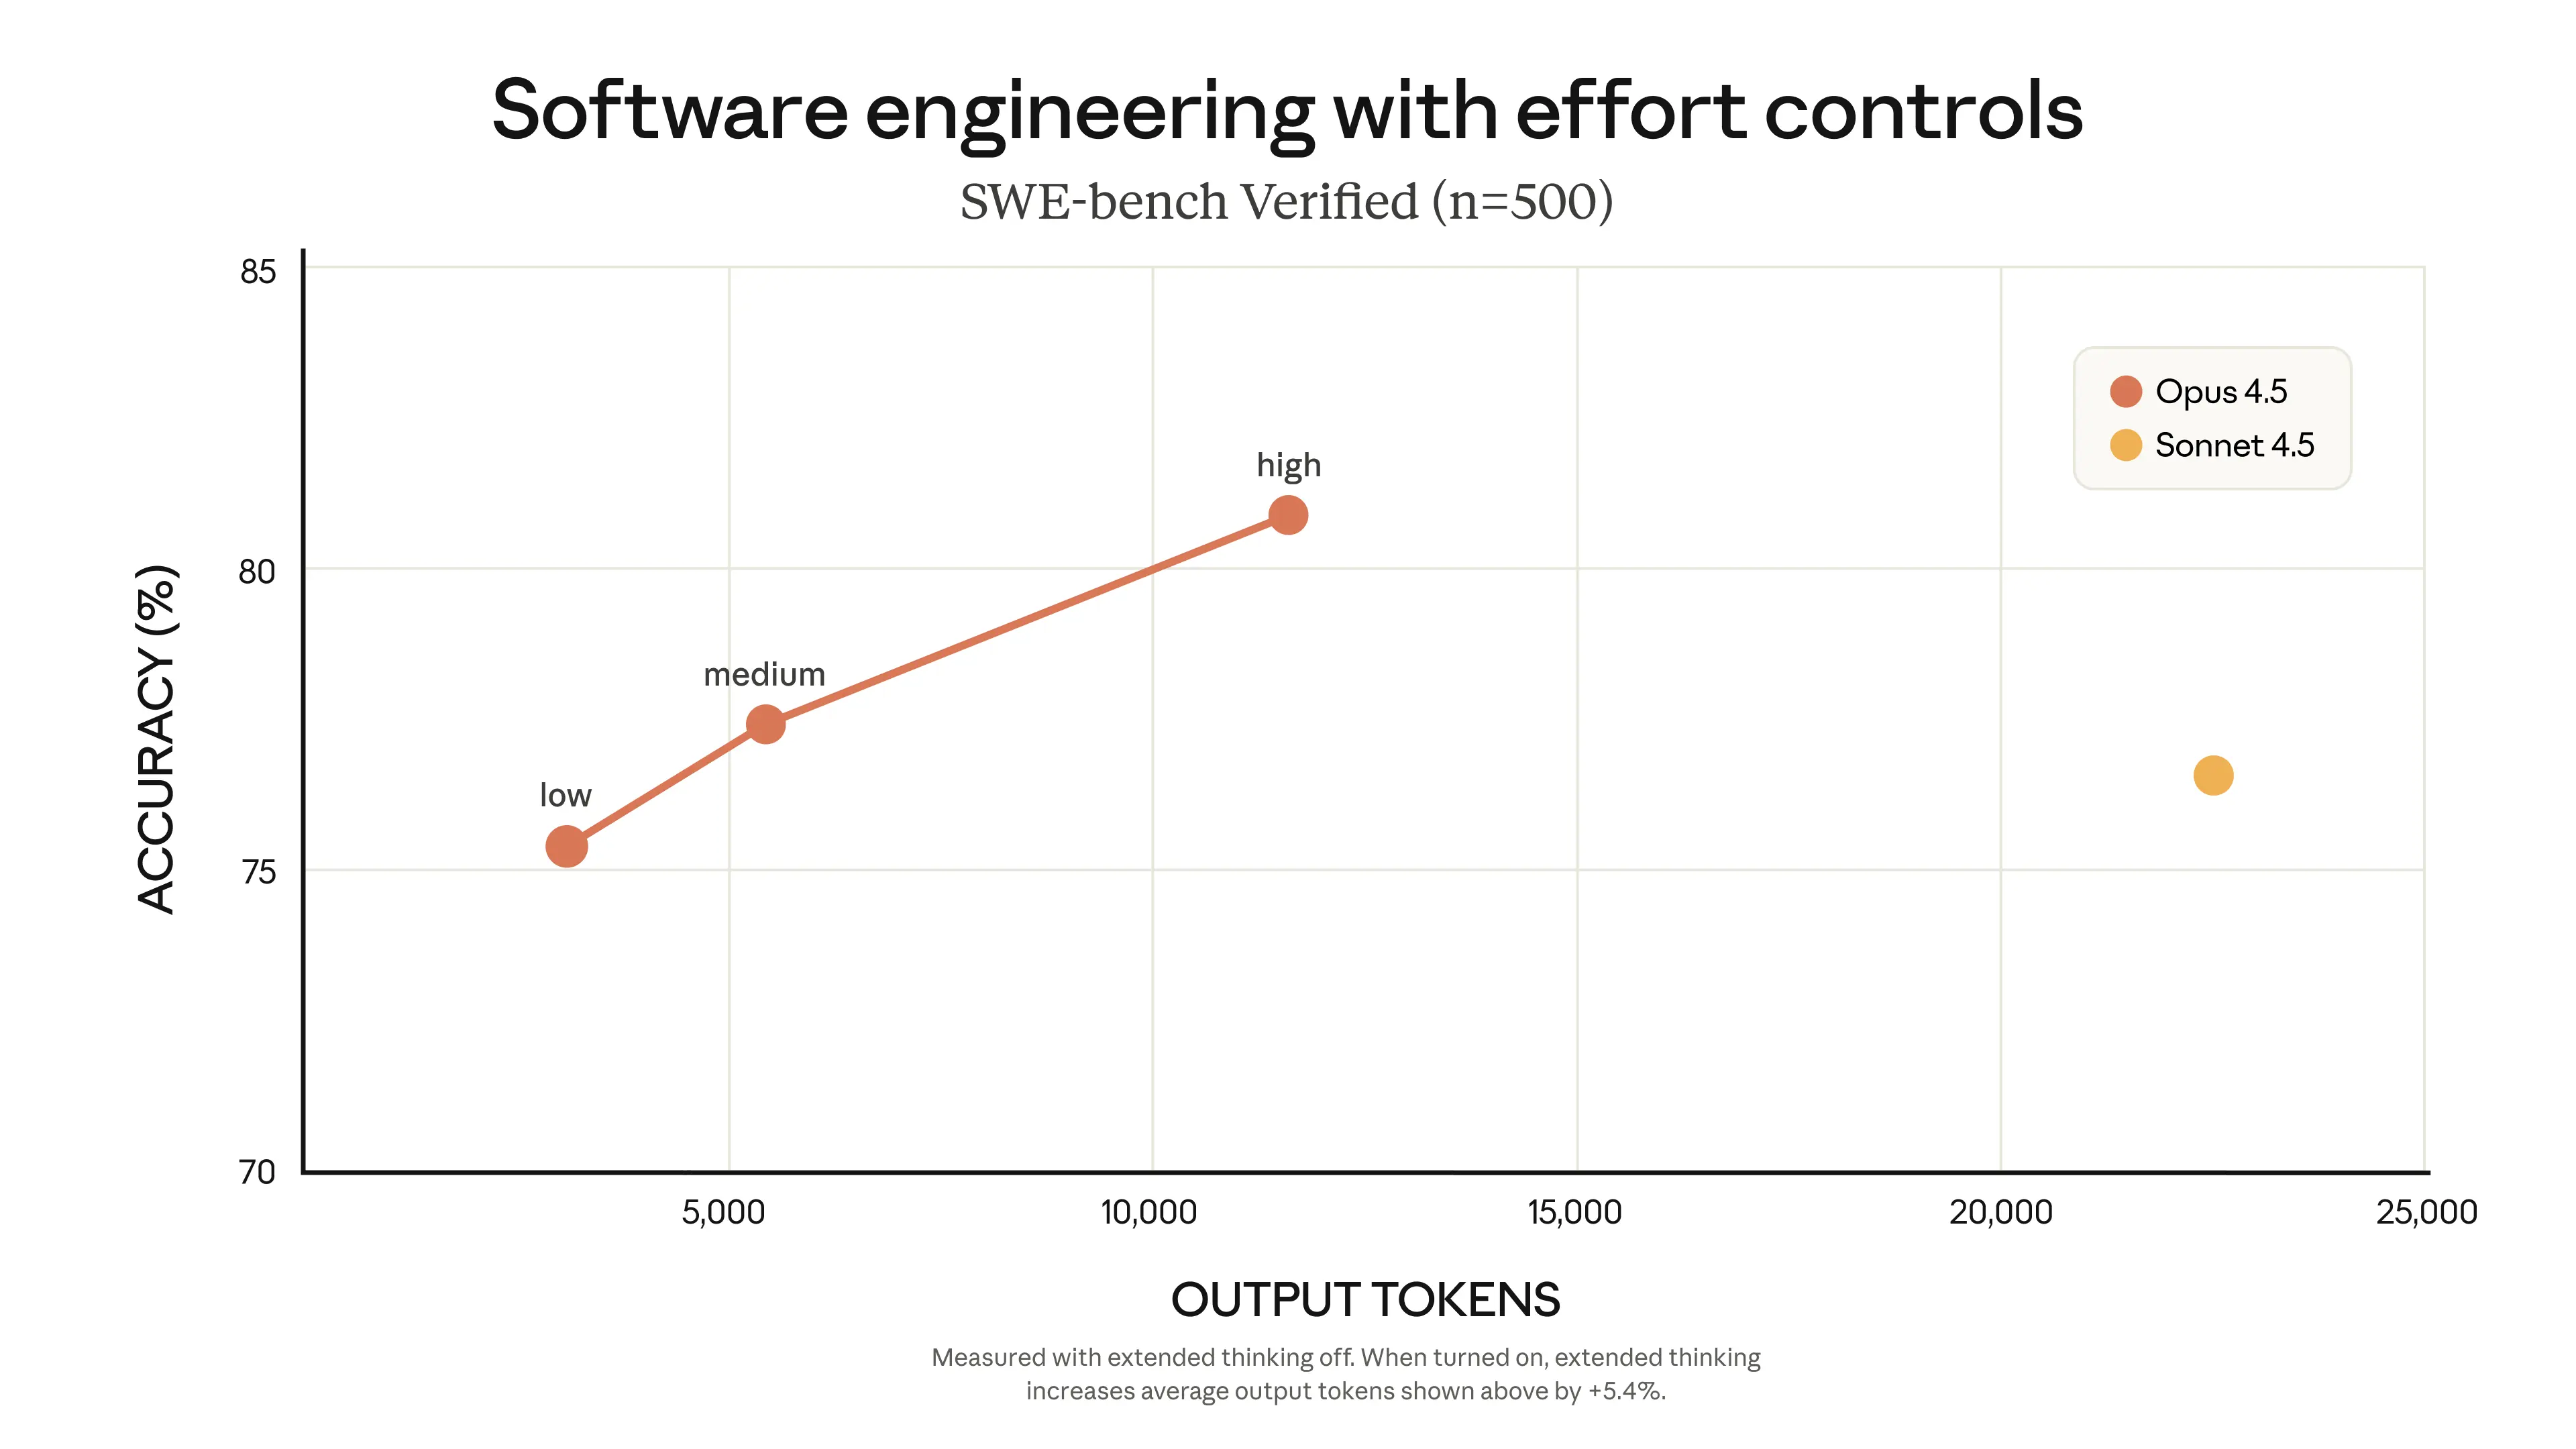 Software engineering with effort controls
SWE-bench Verified (n=500)
ACCURACY (%)
85
80
75
70
low
medium
high
Opus 4.5
Sonnet 4.5
5,000
10,000
15,000
20,000
25,000
OUTPUT TOKENS
Measured with extended thinking off. When turned on, extended thinking
increases average output tokens shown above by +5.4%.